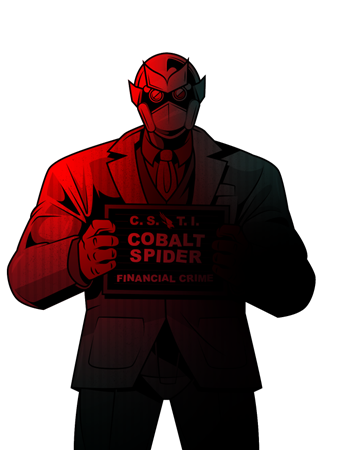 C. S. T. I.
COBALT
SPIDER
FINANCIAL CRIME